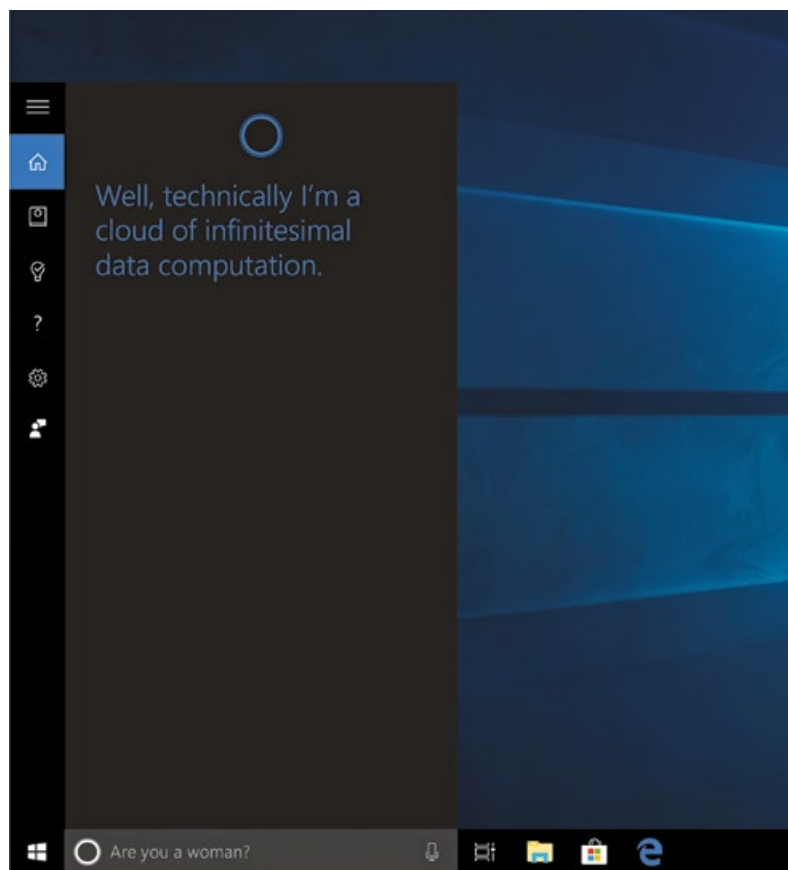 Well, technically I'm a
cloud of infinitesimal
data computation.
?
Are you a woman?